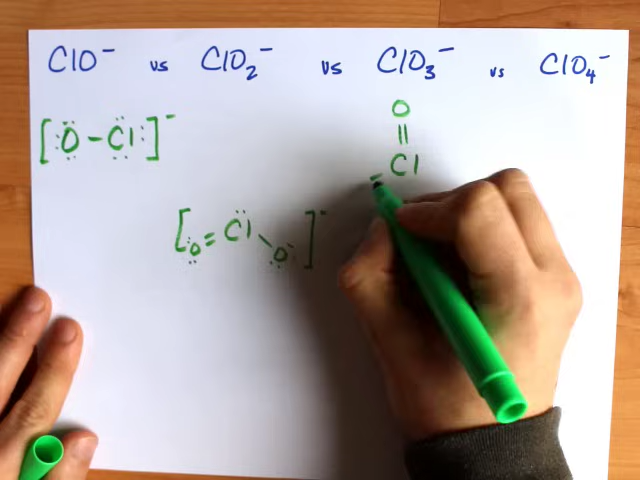 ClO⁻ vs ClO₂⁻ vs ClO₃⁻ vs ClO₄⁻
[:Ö–Cl:]⁻
O
||
Cl
[O=Cl\O]⁻